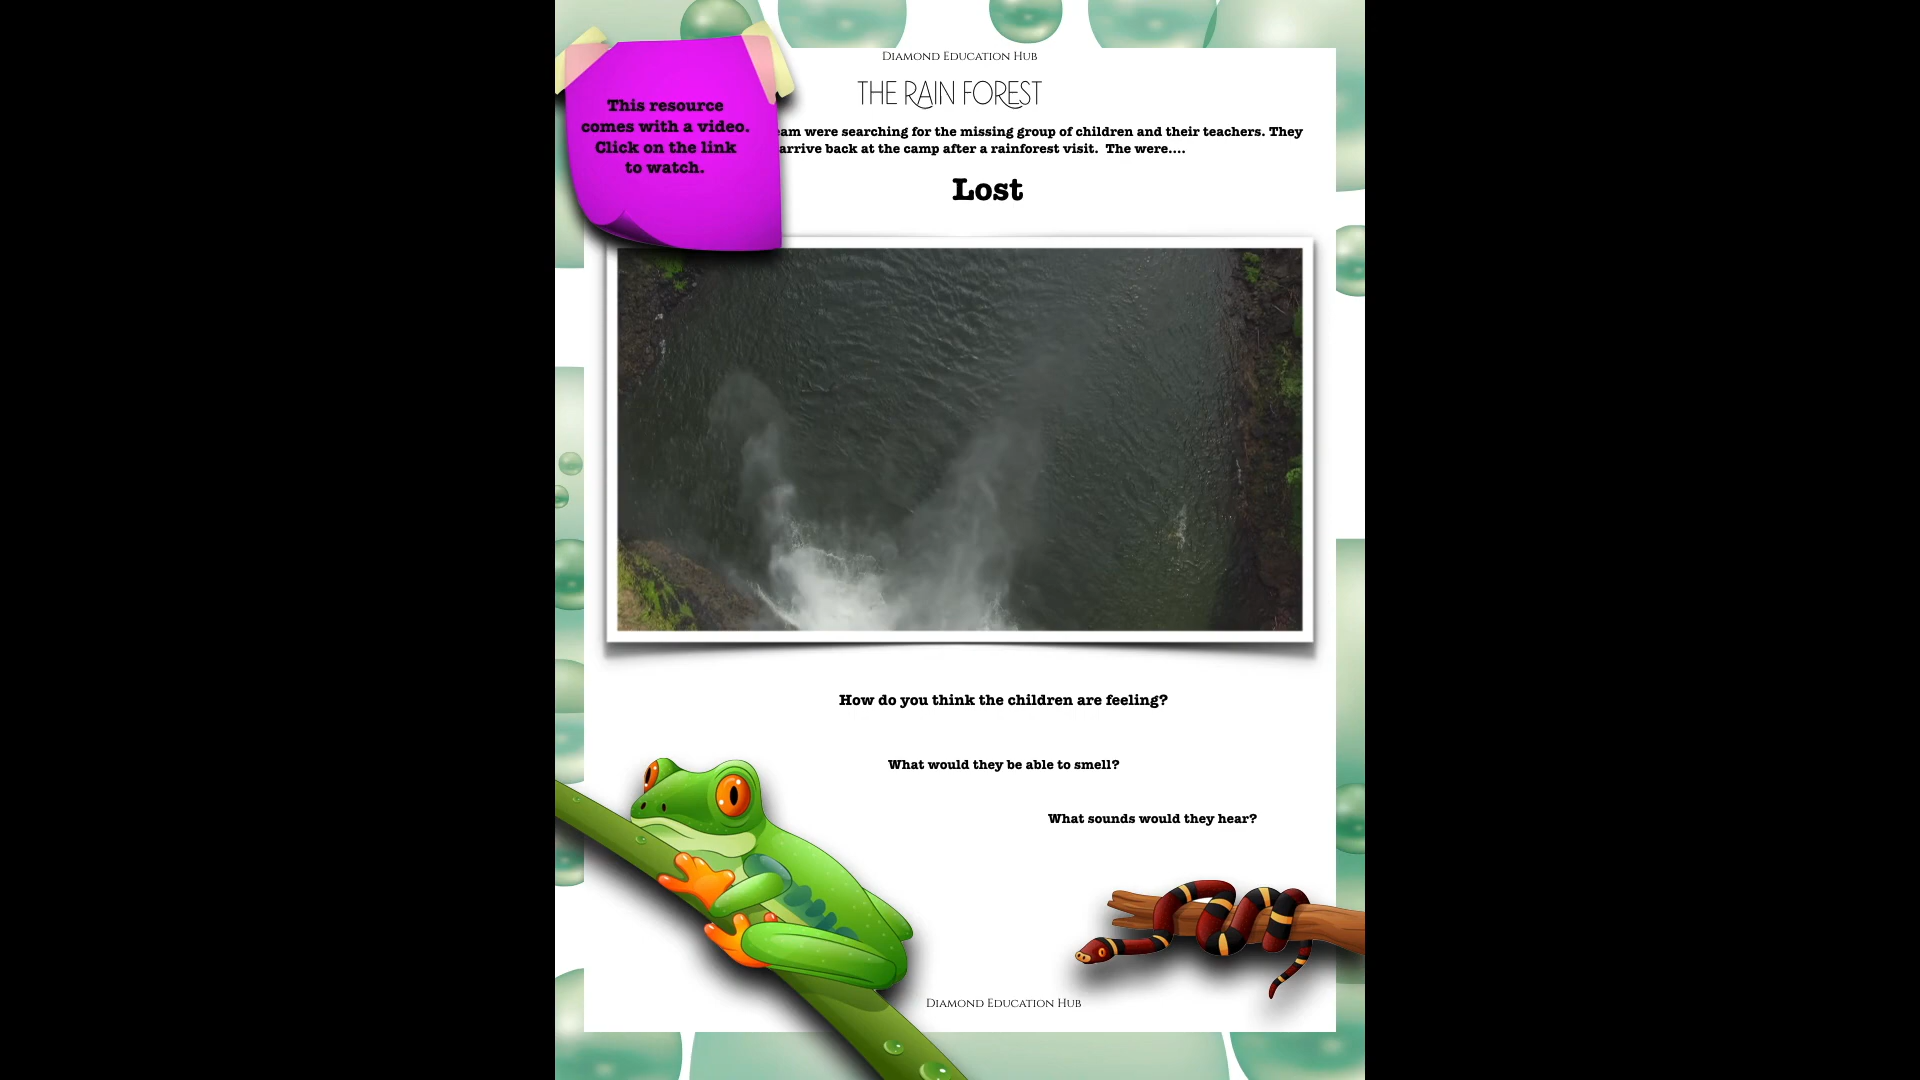 Diamond Education Hub
THE RAIN FOREST
This resource
comes with a video.
Click on the link
to watch.
were searching for the missing group of children and their teachers. They
arrive back at the camp after a rainforest visit. The were....
Lost
How do you think the children are feeling?
What would they be able to smell?
What sounds would they hear?
Diamond Education Hub